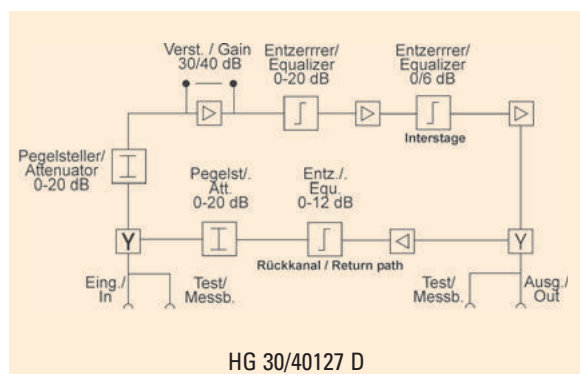 Verst. / Gain
30/40 dB
Entzerrrer/
Equalizer
0-20 dB
Entzerrrer/
Equalizer
0/6 dB
Interstage
Pegelsteller/
Attenuator
0-20 dB
Pegelst/.
Att.
0-20 dB
Entz./.
Equ.
0-12 dB
Y
Y
Rückkanal / Return path
Eing./
In
Test/
Messb.
Test/
Messb.
Ausg./
Out
HG 30/40127 D